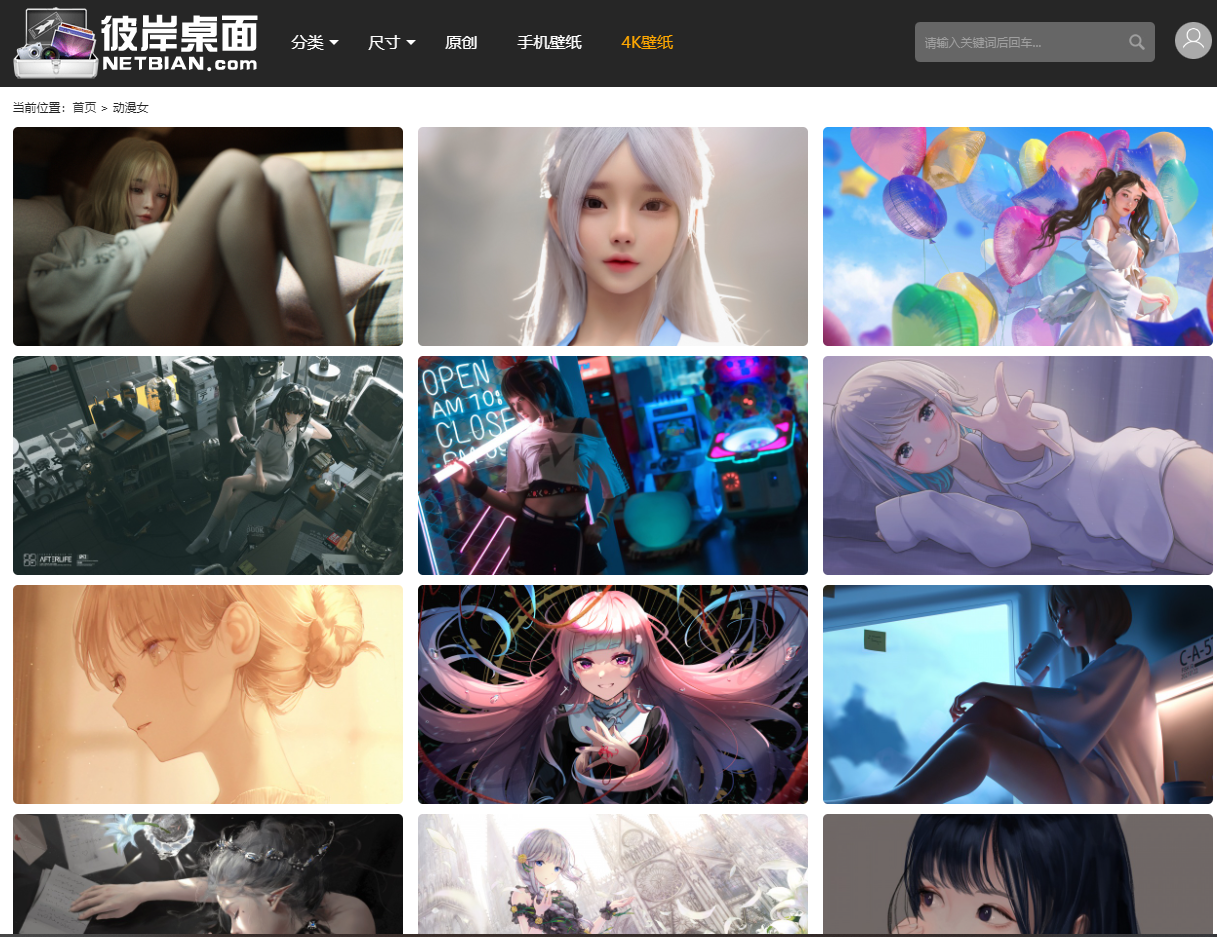 彼岸桌面
NETBIAN.com
分类
尺寸
原创
手机壁纸
4K壁纸
请输入关键词后回车...
当前位置：首页 > 动漫女
OPEN
AM 10:
CLOSE
AFTERLIFE
C-A-5